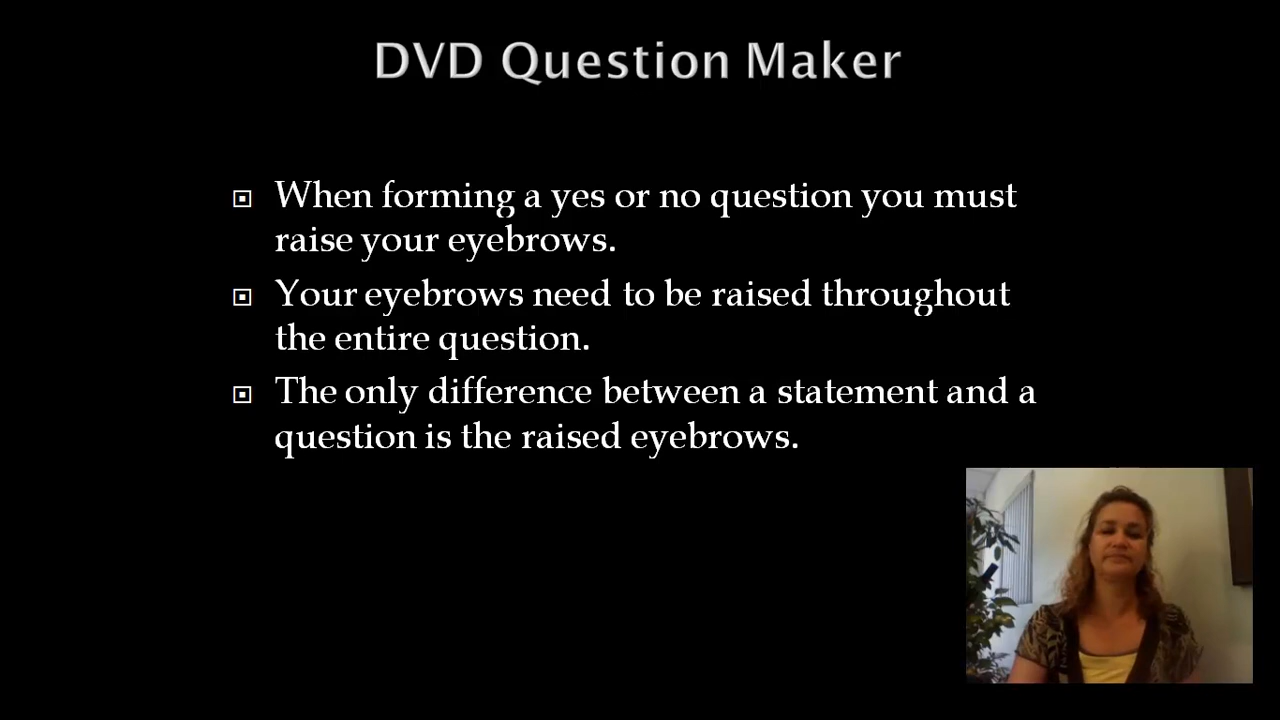 DVD Question Maker
When forming a yes or no question you must
raise your eyebrows.
Your eyebrows need to be raised throughout
the entire question.
The only difference between a statement and a
question is the raised eyebrows.